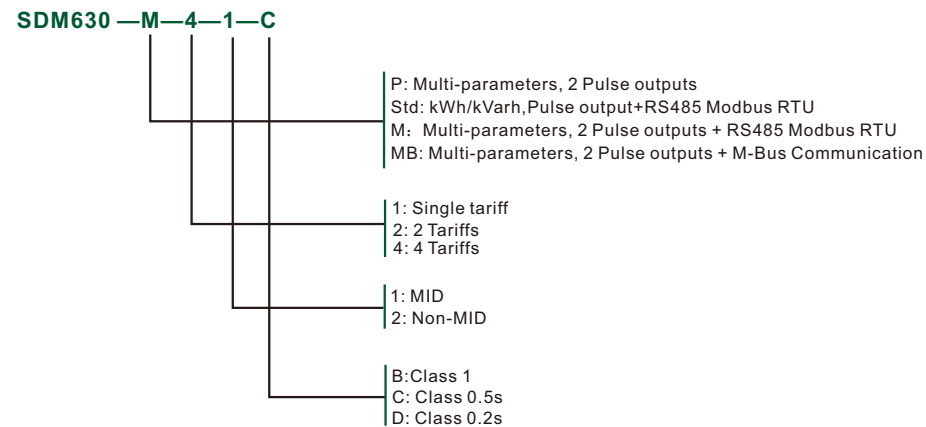 SDM630 —M—4—1—C
P: Multi-parameters, 2 Pulse outputs
Std: kWh/kVarh,Pulse output+RS485 Modbus RTU
M：Multi-parameters, 2 Pulse outputs + RS485 Modbus RTU
MB: Multi-parameters, 2 Pulse outputs + M-Bus Communication
1: Single tariff
2: 2 Tariffs
4: 4 Tariffs
1: MID
2: Non-MID
B:Class 1
C: Class 0.5s
D: Class 0.2s